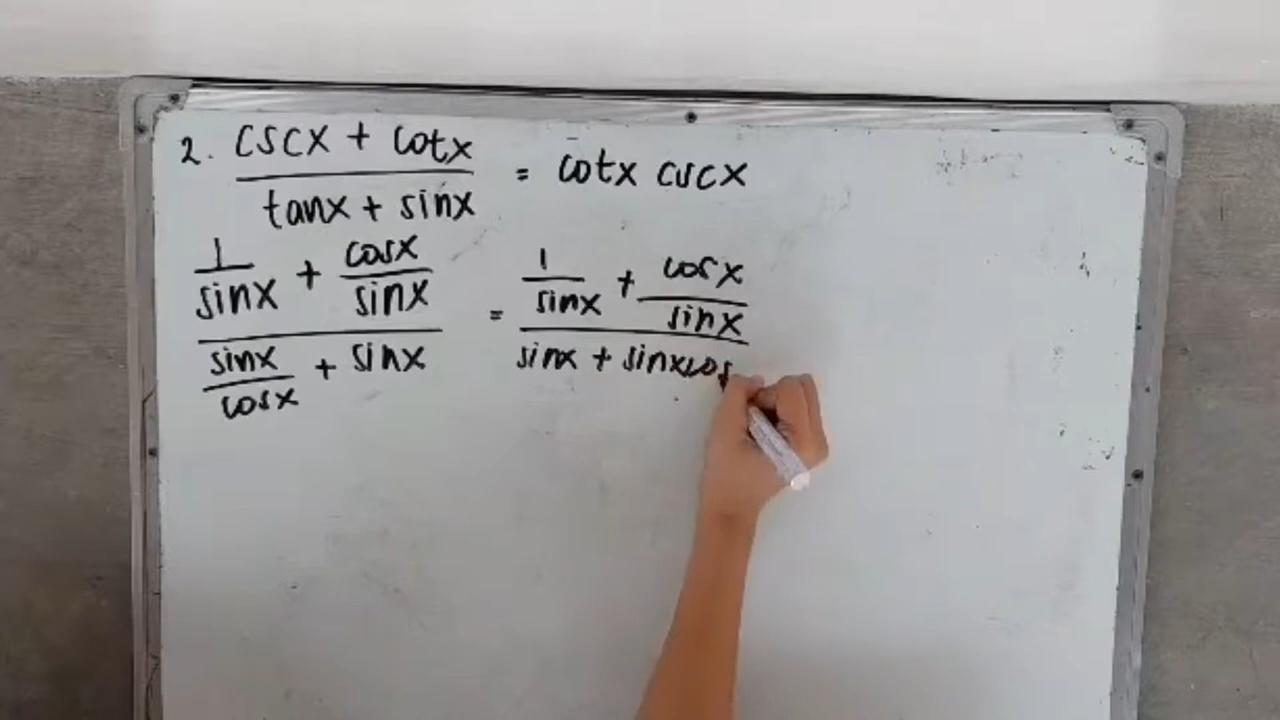 2. cscx + cotx / tanx + sinx = cotx cscx
1/sinx + cosx/sinx / sinx/cosx + sinx = 1/sinx + cosx/sinx / sinx + sinxcos